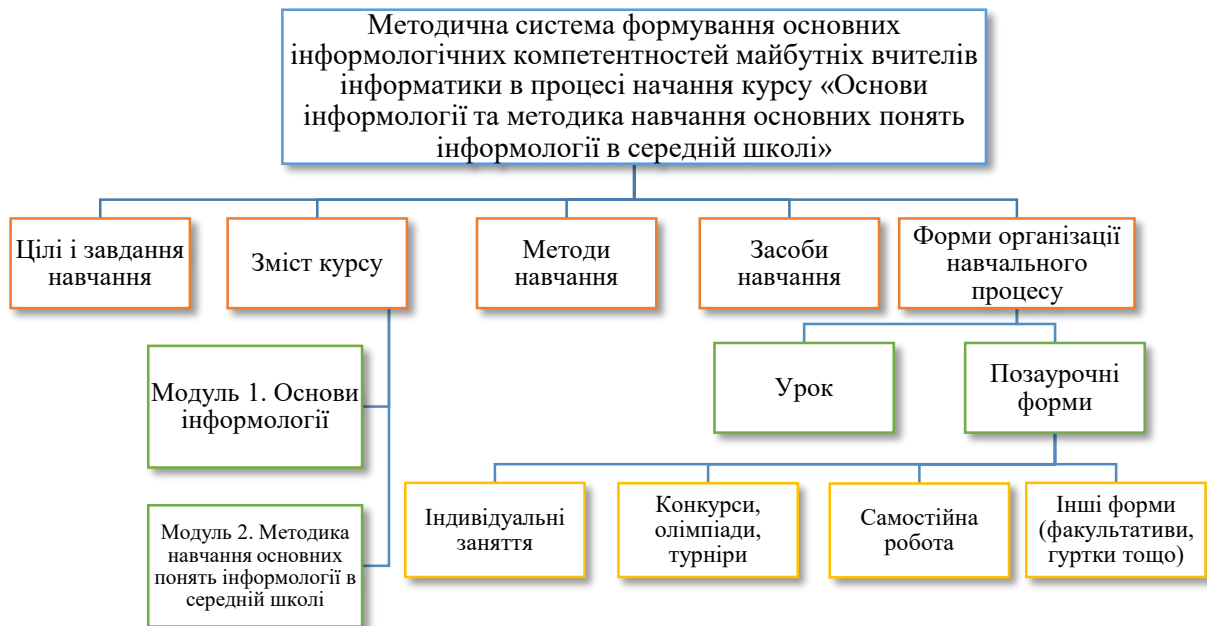 Методична система формування основних
інформологічних компетентностей майбутніх вчителів
інформатики в процесі начання курсу «Основи
інформології та методика навчання основних понять
інформології в середній школі»
Цілі і завдання
навчання
Зміст курсу
Методи
навчання
Засоби
навчання
Форми організації
навчального
процесу
Модуль 1. Основи
інформології
Модуль 2. Методика
навчання основних
понять інформології в
середній школі
Урок
Позаурочні
форми
Індивідуальні
заняття
Конкурси,
олімпіади,
турніри
Самостійна
робота
Інші форми
(факультативи,
гуртки тощо)